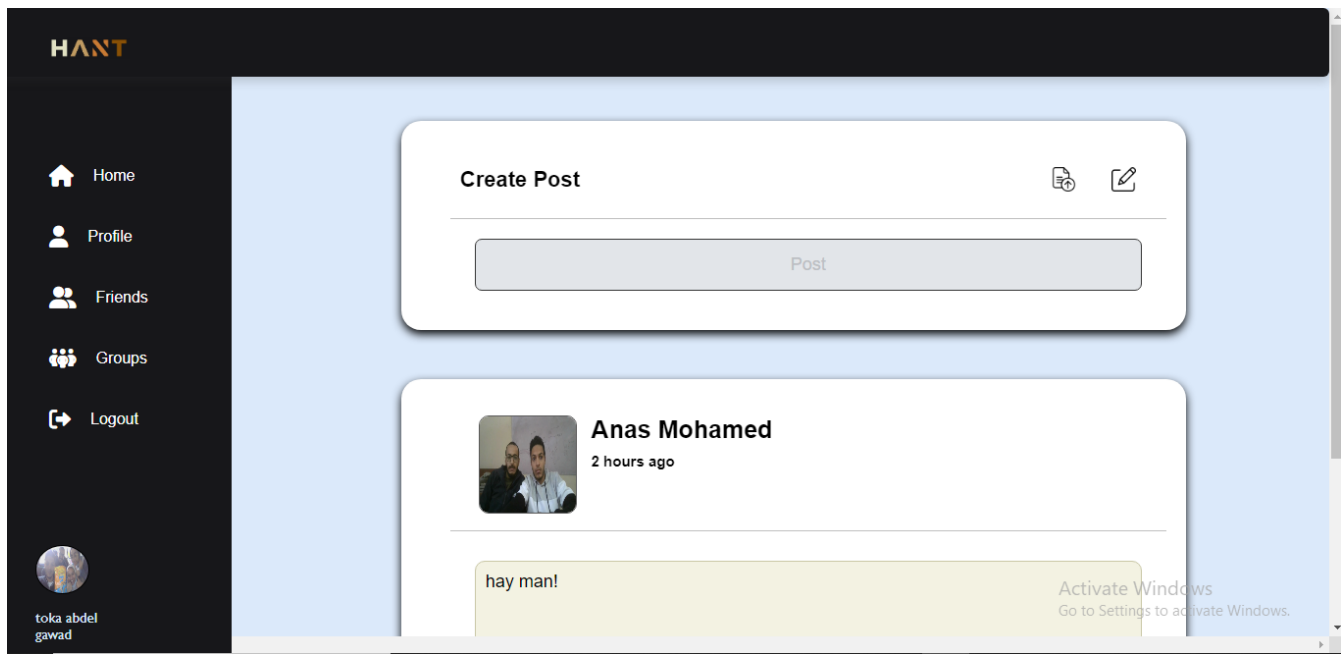 HANT
Home
Profile
Friends
Groups
Logout
toka abdel
gawad
Create Post
Post
Anas Mohamed
2 hours ago
hay man!
Activate Windows
Go to Settings to activate Windows.